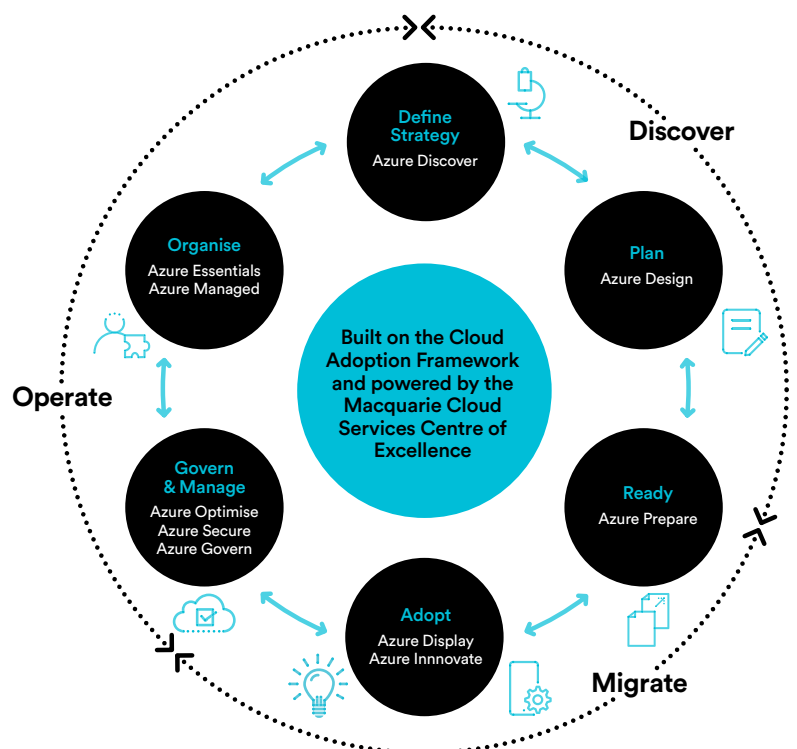 Define
Strategy
Azure Discover
Discover
Plan
Azure Design
Ready
Azure Prepare
Migrate
Adopt
Azure Display
Azure Innnovate
Govern
& Manage
Azure Optimise
Azure Secure
Azure Govern
Operate
Organise
Azure Essentials
Azure Managed
Built on the Cloud
Adoption Framework
and powered by the
Macquarie Cloud
Services Centre of
Excellence